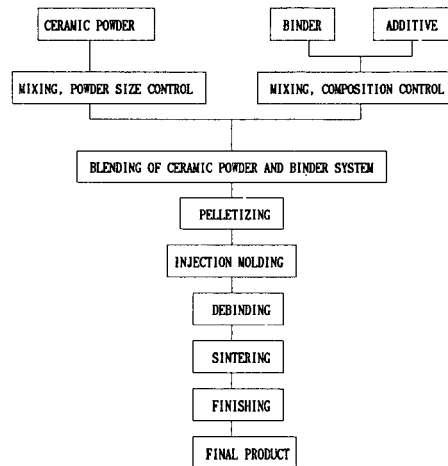 CERAMIC POWDER
BINDER
ADDITIVE
MIXING, POWDER SIZE CONTROL
MIXING, COMPOSITION CONTROL
BLENDING OF CERAMIC POWDER AND BINDER SYSTEM
PELLETIZING
INJECTION MOLDING
DEBINDING
SINTERING
FINISHING
FINAL PRODUCT